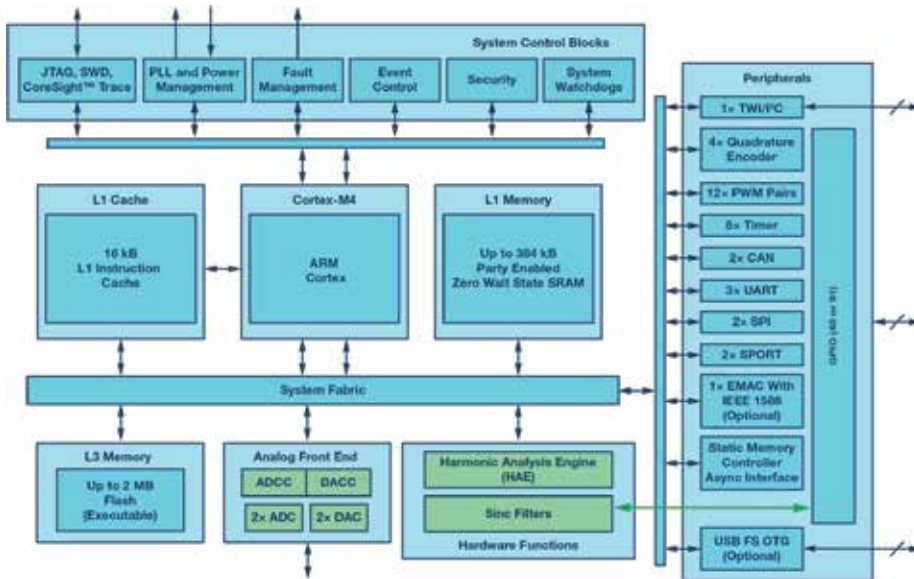 System Control Blocks
JTAG, SWD,
CoreSight™ Trace
PLL and Power
Management
Fault
Management
Event
Control
Security
System
Watchdogs
Peripherals
1× TWI/I²C
4× Quadrature
Encoder
12× PWM Pairs
8× Timer
2× CAN
3× UART
2× SPI
2× SPORT
1× EMAC With
IEEE 1588
(Optional)
Static Memory
Controller
Async Interface
USB FS OTG
(Optional)
GPIO (40 or 91)
L1 Cache
16 kB
L1 Instruction
Cache
Cortex-M4
ARM
Cortex
L1 Memory
Up to 384 kB
Party Enabled
Zero Wait State SRAM
System Fabric
L3 Memory
Up to 2 MB
Flash
(Executable)
Analog Front End
ADCC
DACC
2× ADC
2× DAC
Harmonic Analysis Engine
(HAE)
Sinc Filters
Hardware Functions